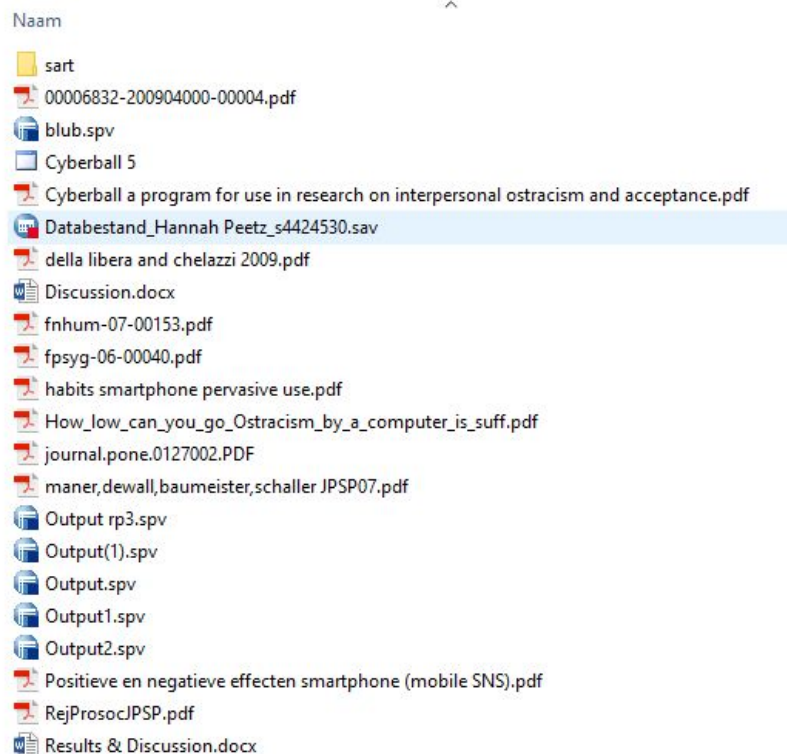 Naam
sart
00006832-200904000-00004.pdf
blub.spv
Cyberball 5
Cyberball a program for use in research on interpersonal ostracism and acceptance.pdf
Databestand_Hannah Peetz_s4424530.sav
della libera and chelazzi 2009.pdf
Discussion.docx
fnhum-07-00153.pdf
fpsyg-06-00040.pdf
habits smartphone pervasive use.pdf
How_low_can_you_go_Ostracism_by_a_computer_is_suff.pdf
journal.pone.0127002.PDF
maner,dewall,baumeister,schaller JPSP07.pdf
Output rp3.spv
Output(1).spv
Output.spv
Output1.spv
Output2.spv
Positieve en negatieve effecten smartphone (mobile SNS).pdf
RejProsocJPSP.pdf
Results & Discussion.docx